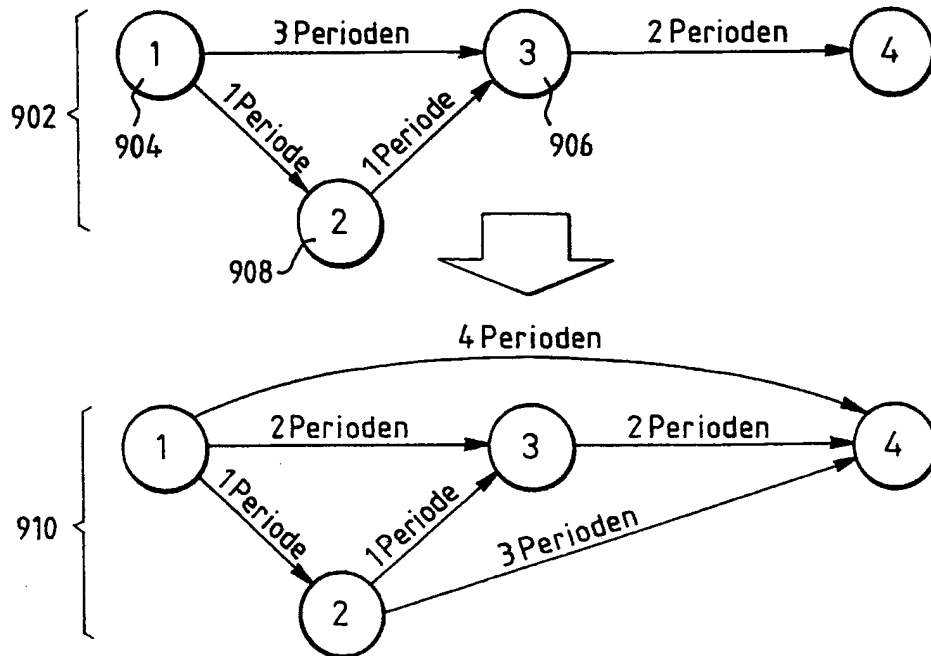 1
3 Perioden
3
2 Perioden
4
902
904
1 Periode
1 Periode
906
2
908
4 Perioden
1
2 Perioden
3
2 Perioden
4
910
1 Periode
1 Periode
3 Perioden
2